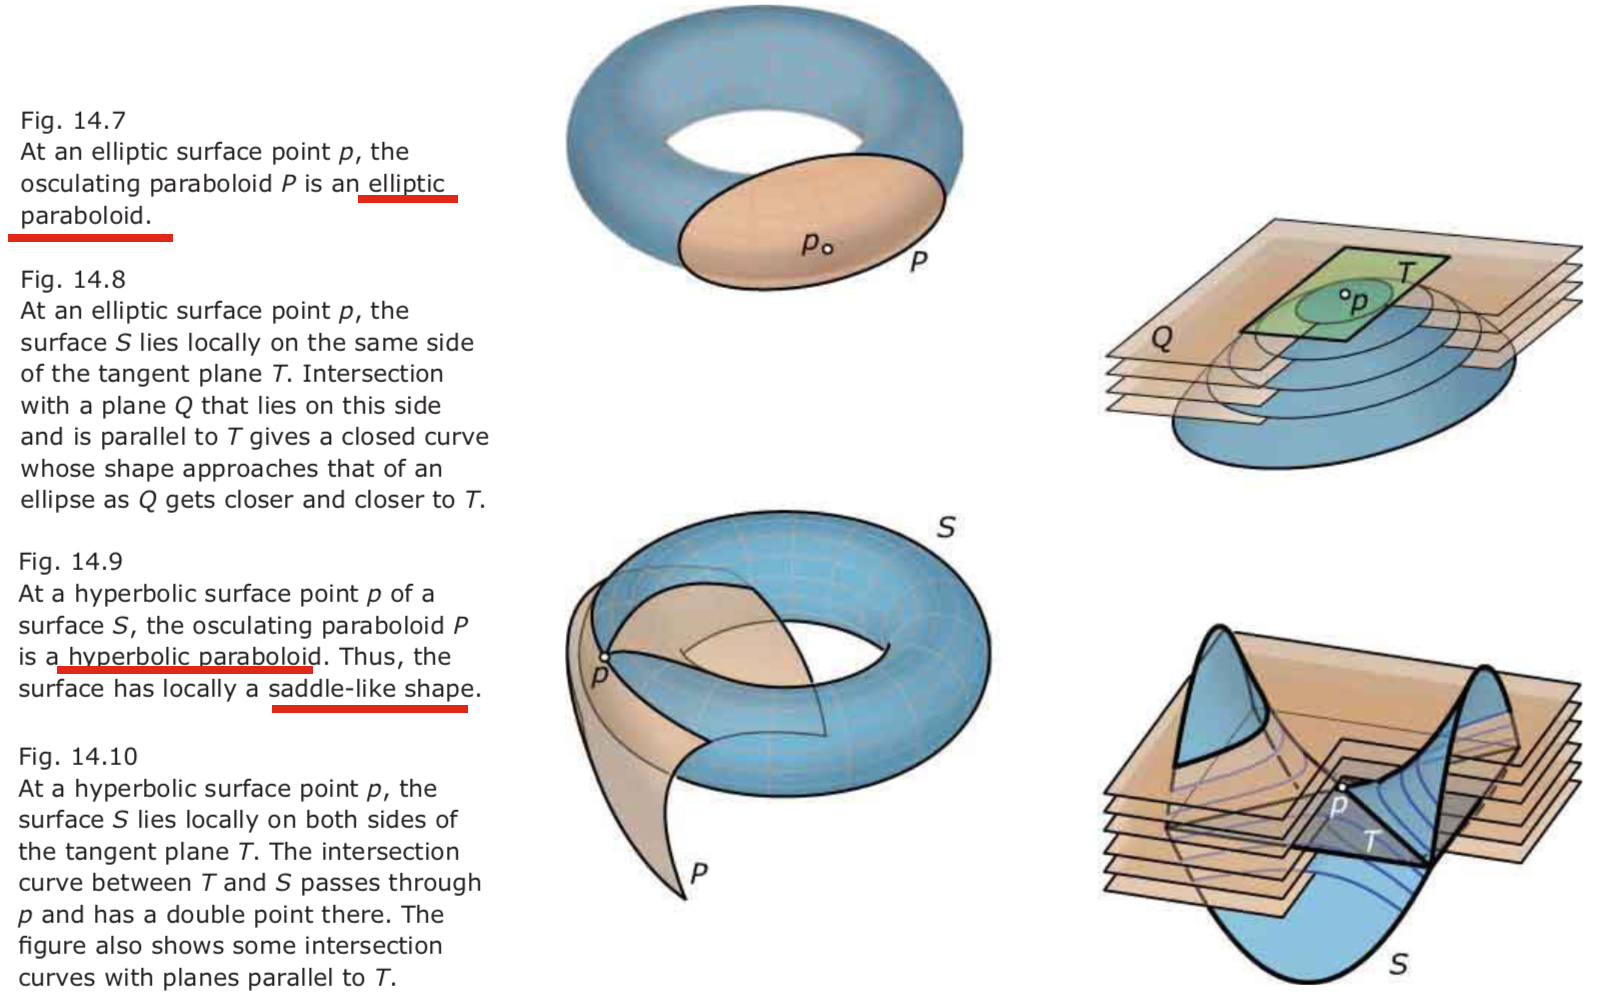 Fig. 14.7
At an elliptic surface point p, the
osculating paraboloid P is an elliptic
paraboloid.
Fig. 14.8
At an elliptic surface point p, the
surface S lies locally on the same side
of the tangent plane T. Intersection
with a plane Q that lies on this side
and is parallel to T gives a closed curve
whose shape approaches that of an
ellipse as Q gets closer and closer to T.
Fig. 14.9
At a hyperbolic surface point p of a
surface S, the osculating paraboloid P
is a hyperbolic paraboloid. Thus, the
surface has locally a saddle-like shape.
Fig. 14.10
At a hyperbolic surface point p, the
surface S lies locally on both sides of
the tangent plane T. The intersection
curve between T and S passes through
p and has a double point there. The
figure also shows some intersection
curves with planes parallel to T.
p
P
T
p
Q
S
p
P
p
T
S